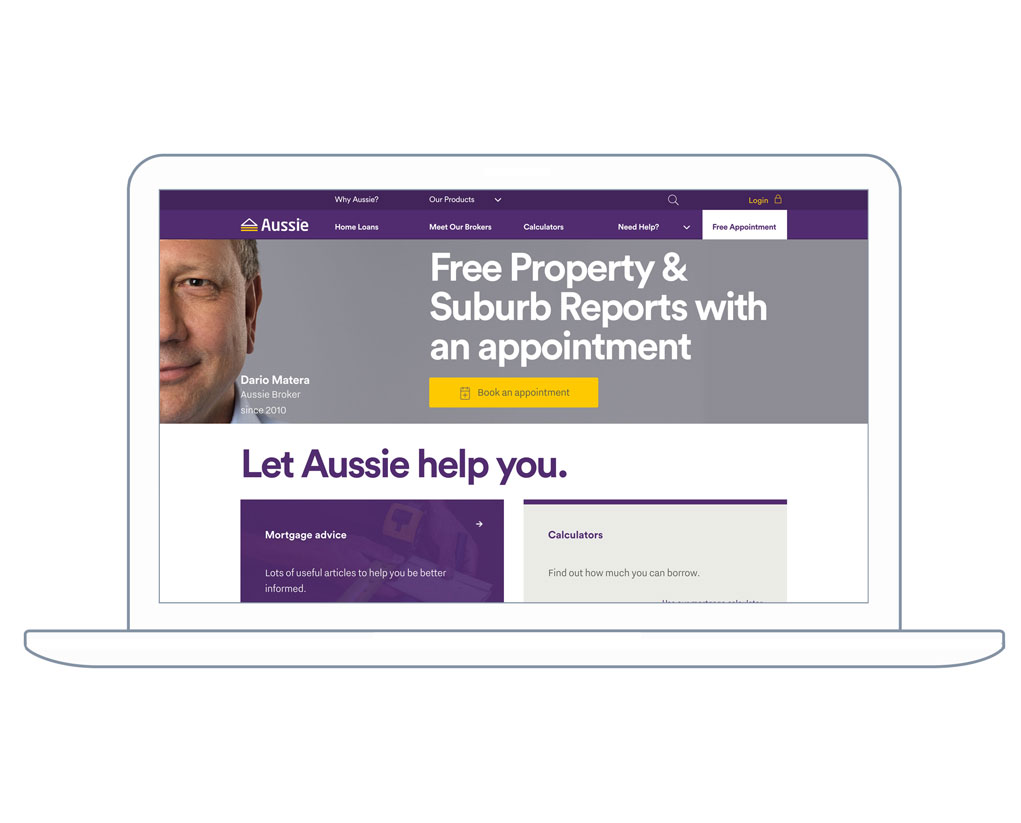 Why Aussie?
Our Products
Login
Aussie
Home Loans
Meet Our Brokers
Calculators
Need Help?
Free Appointment
Free Property &
Suburb Reports with
an appointment
Book an appointment
Dario Matera
Aussie Broker
since 2010
Let Aussie help you.
Mortgage advice
Lots of useful articles to help you be better
informed.
Calculators
Find out how much you can borrow.